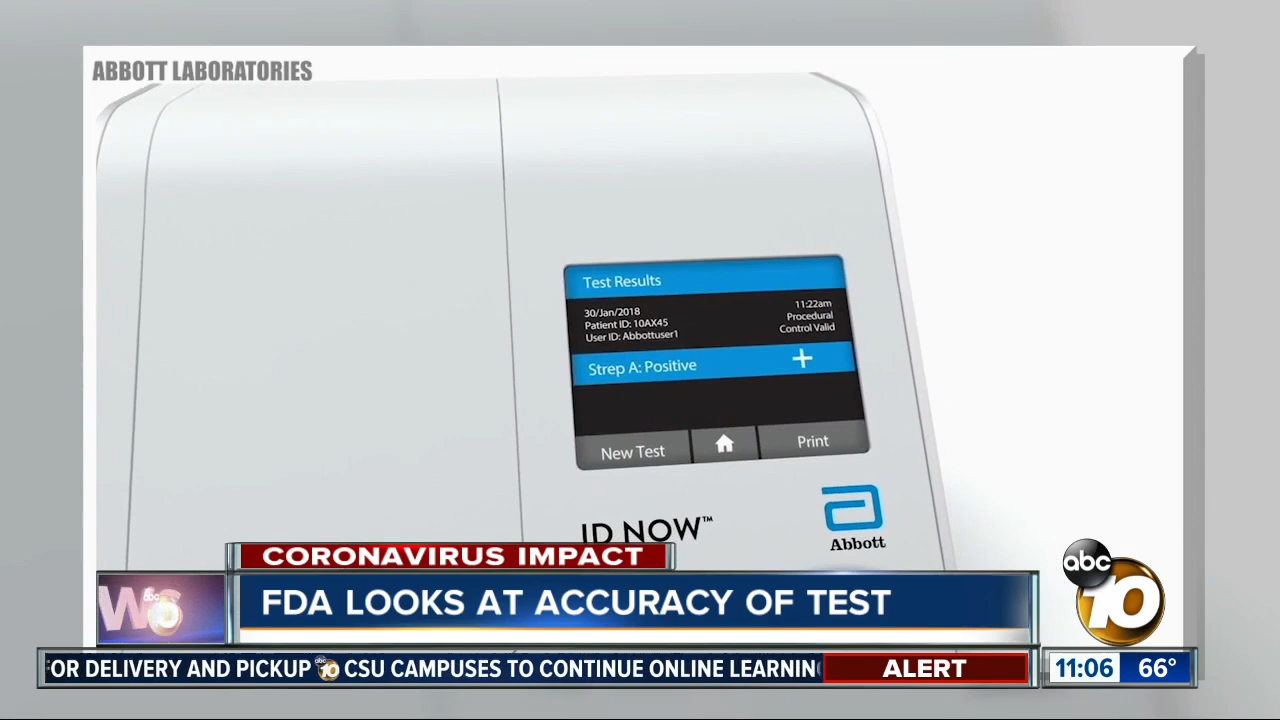 ABBOTT LABORATORIES
Test Results
30/Jan/2018
11:22am
Patient ID: 10AX45
Procedural
User ID: Abbottuser1
Control Valid
Strep A: Positive +
New Test
Print
ID NOW™
Abbott
CORONAVIRUS IMPACT
FDA LOOKS AT ACCURACY OF TEST
abc
10
OR DELIVERY AND PICKUP abc 10 CSU CAMPUSES TO CONTINUE ONLINE LEARNIN
ALERT
11:06 66°